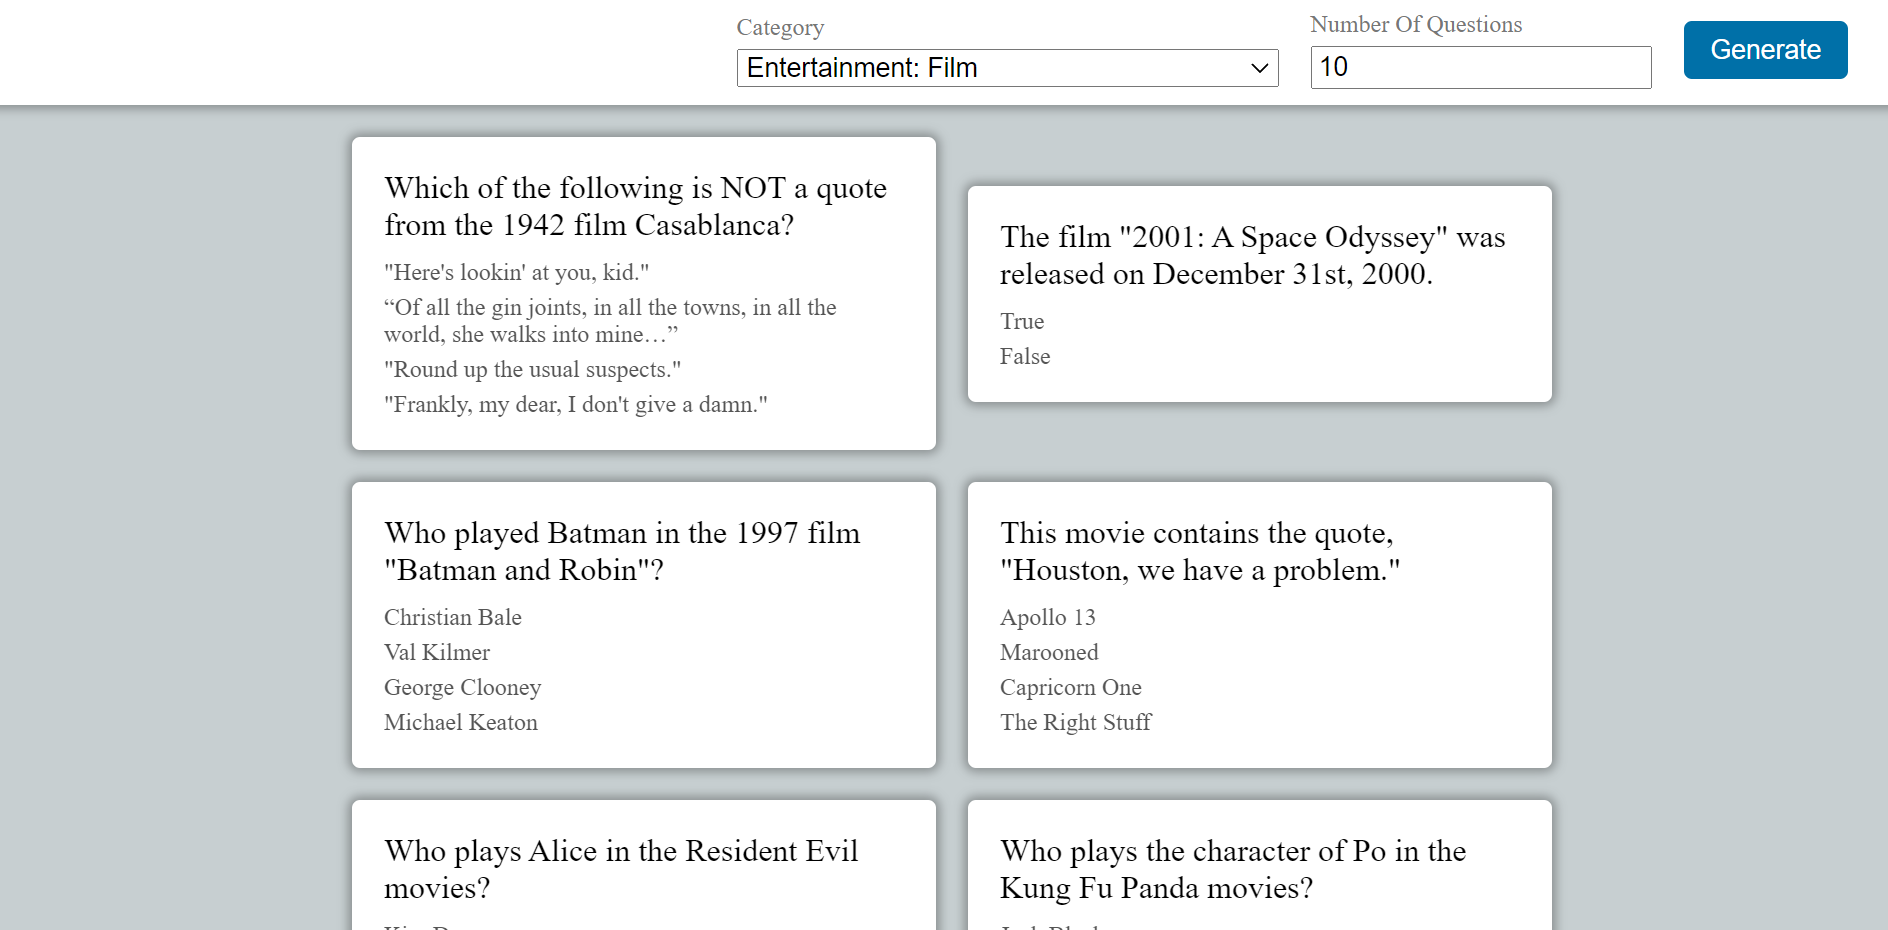 Category
Entertainment: Film
Number Of Questions
10
Generate
Which of the following is NOT a quote
from the 1942 film Casablanca?
"Here's lookin' at you, kid."
“Of all the gin joints, in all the towns, in all the
world, she walks into mine…”
"Round up the usual suspects."
"Frankly, my dear, I don't give a damn."
The film "2001: A Space Odyssey" was
released on December 31st, 2000.
True
False
Who played Batman in the 1997 film
"Batman and Robin"?
Christian Bale
Val Kilmer
George Clooney
Michael Keaton
This movie contains the quote,
"Houston, we have a problem."
Apollo 13
Marooned
Capricorn One
The Right Stuff
Who plays Alice in the Resident Evil
movies?
Who plays the character of Po in the
Kung Fu Panda movies?